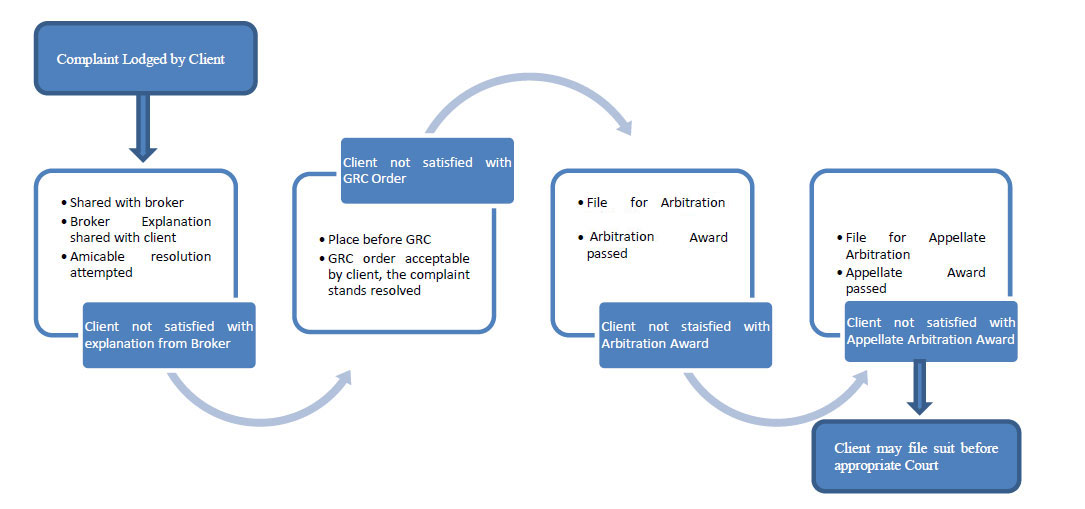 Complaint Lodged by Client
• Shared with broker
• Broker Explanation
shared with client
• Amicable resolution
attempted
Client not satisfied with
explanation from Broker
Client not satisfied with
GRC Order
• Place before GRC
• GRC order acceptable
by client, the complaint
stands resolved
• File for Arbitration
• Arbitration Award
passed
Client not staisfied with
Arbitration Award
• File for Appellate
Arbitration
• Appellate Award
passed
Client not satisfied with
Appellate Arbitration Award
Client may file suit before
appropriate Court